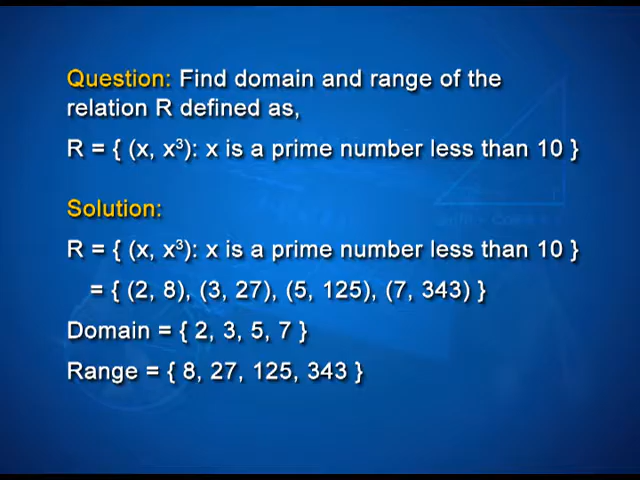 Question: Find domain and range of the
relation R defined as,
R = { (x, x³): x is a prime number less than 10 }
Solution:
R = { (x, x³): x is a prime number less than 10 }
= { (2, 8), (3, 27), (5, 125), (7, 343) }
Domain = { 2, 3, 5, 7 }
Range = { 8, 27, 125, 343 }